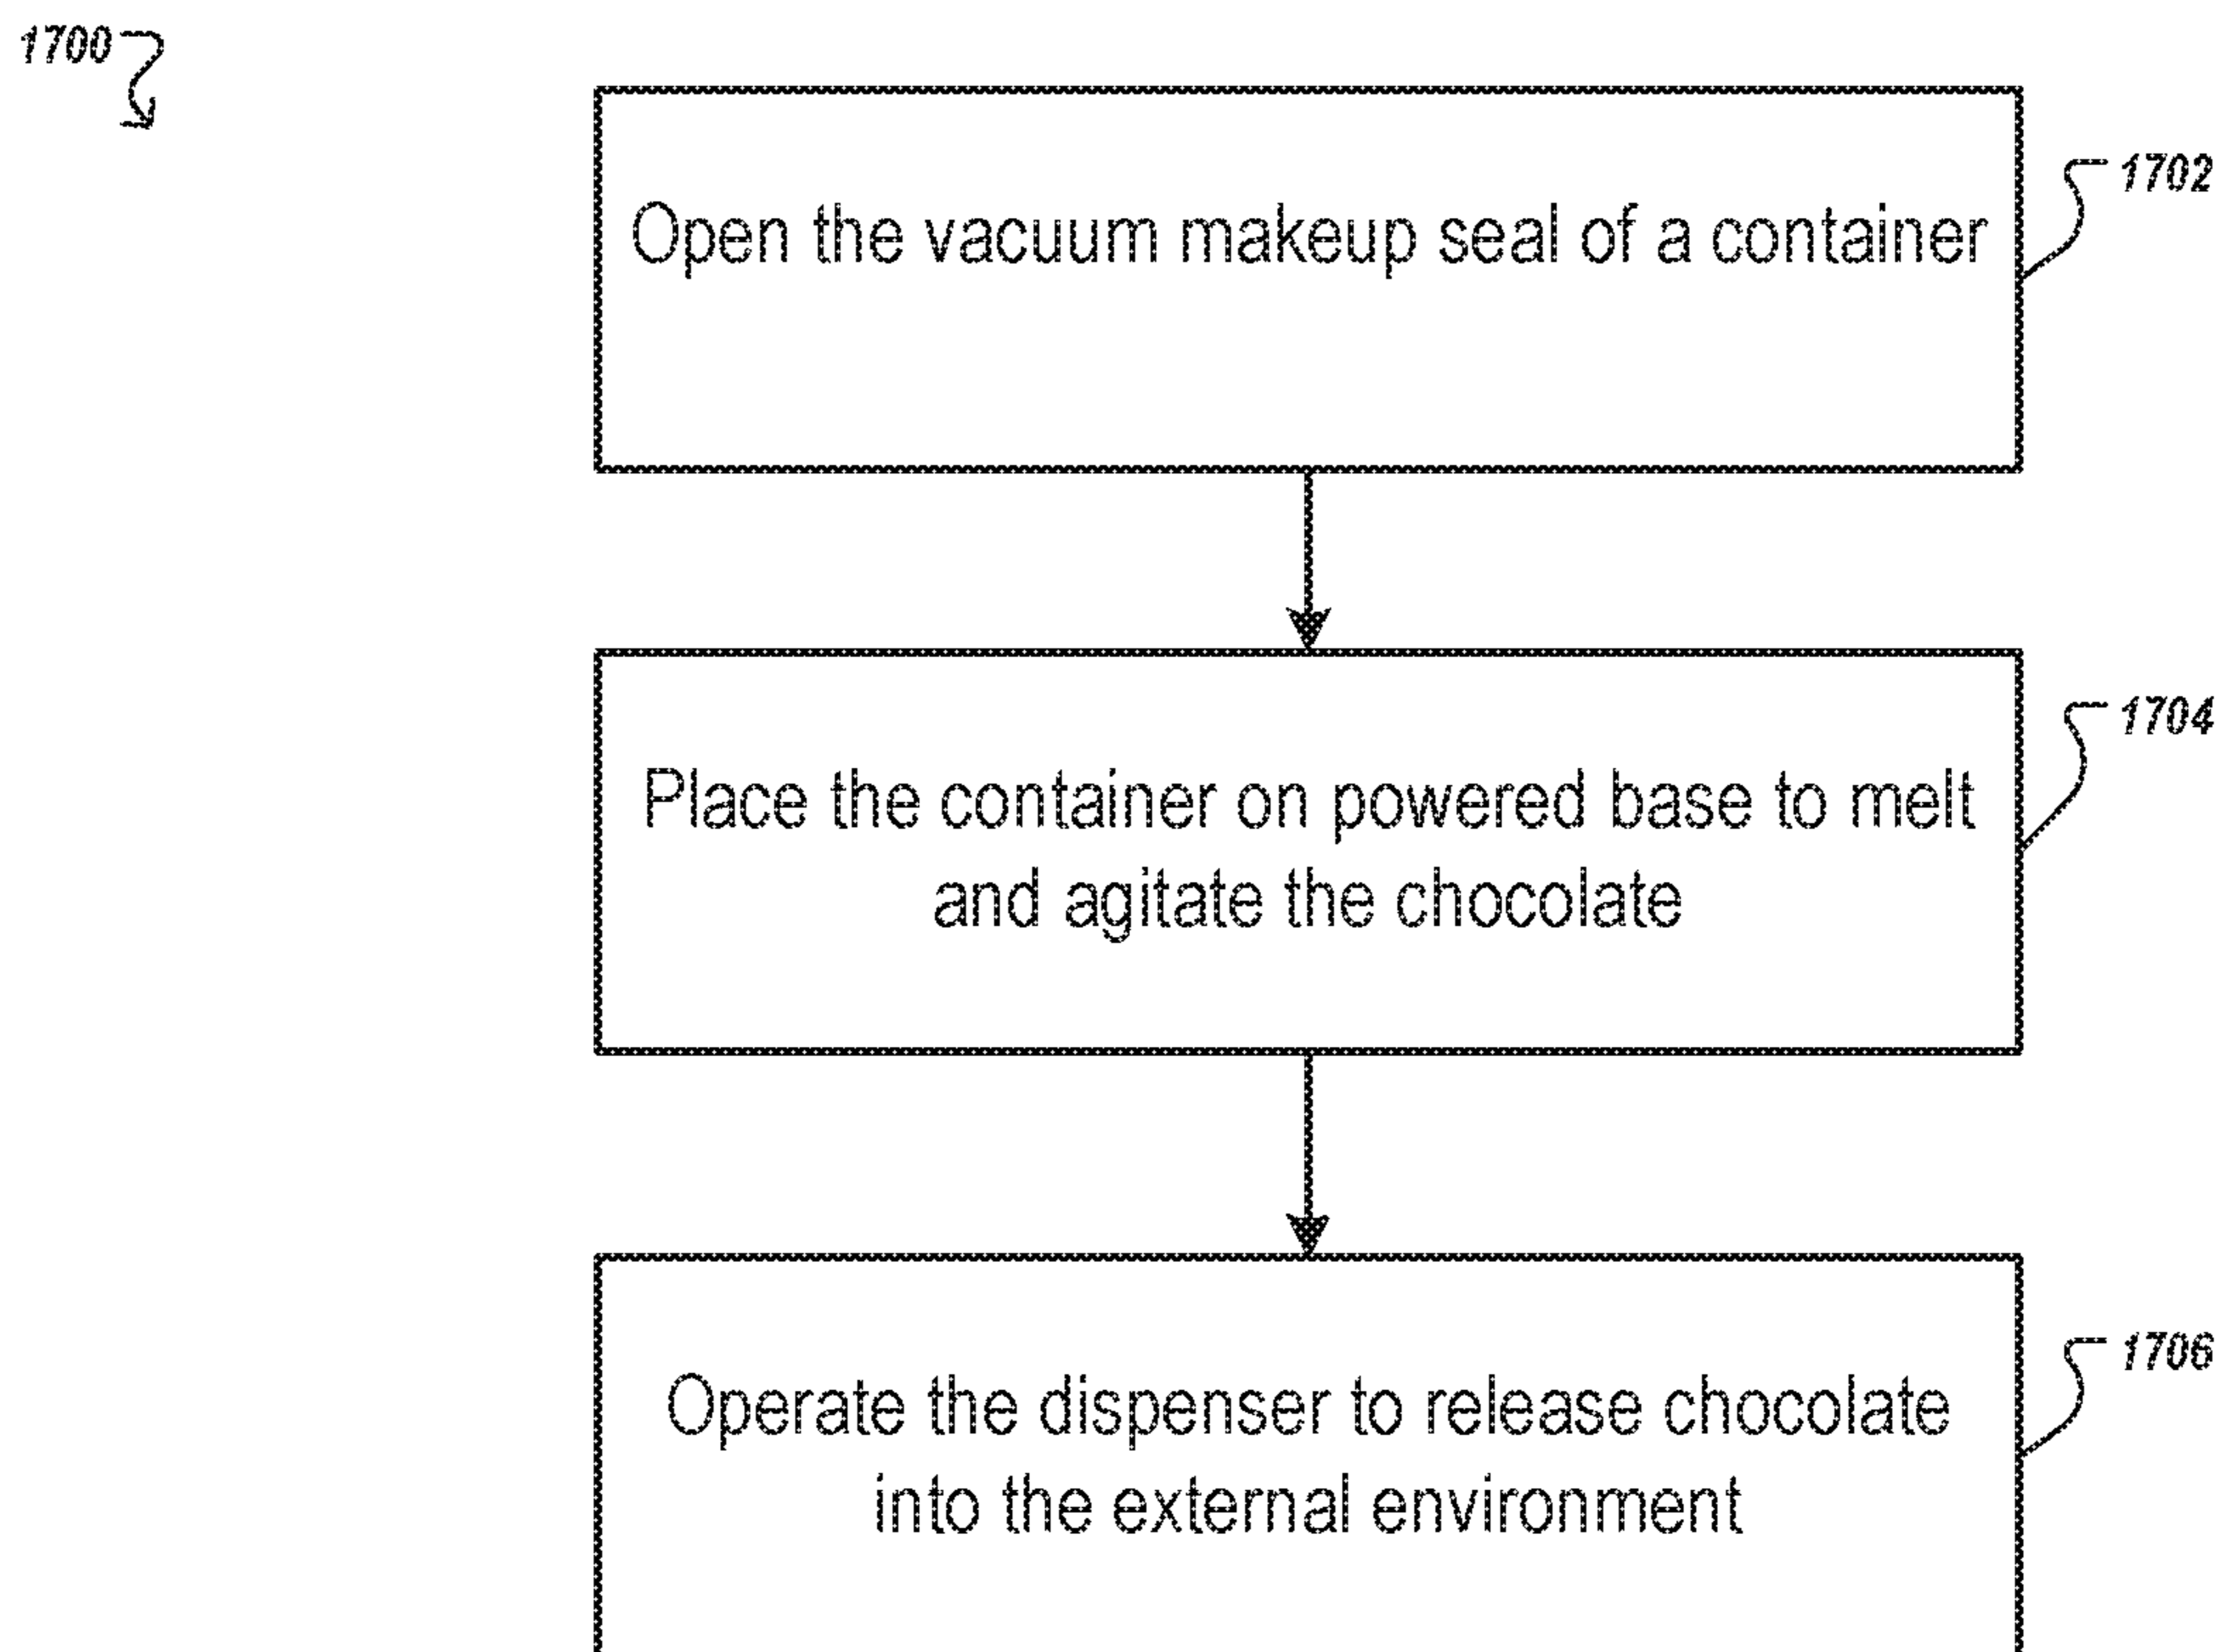 1700
Open the vacuum makeup seal of a container
1702
Place the container on powered base to melt
and agitate the chocolate
1704
Operate the dispenser to release chocolate
into the external environment
1706